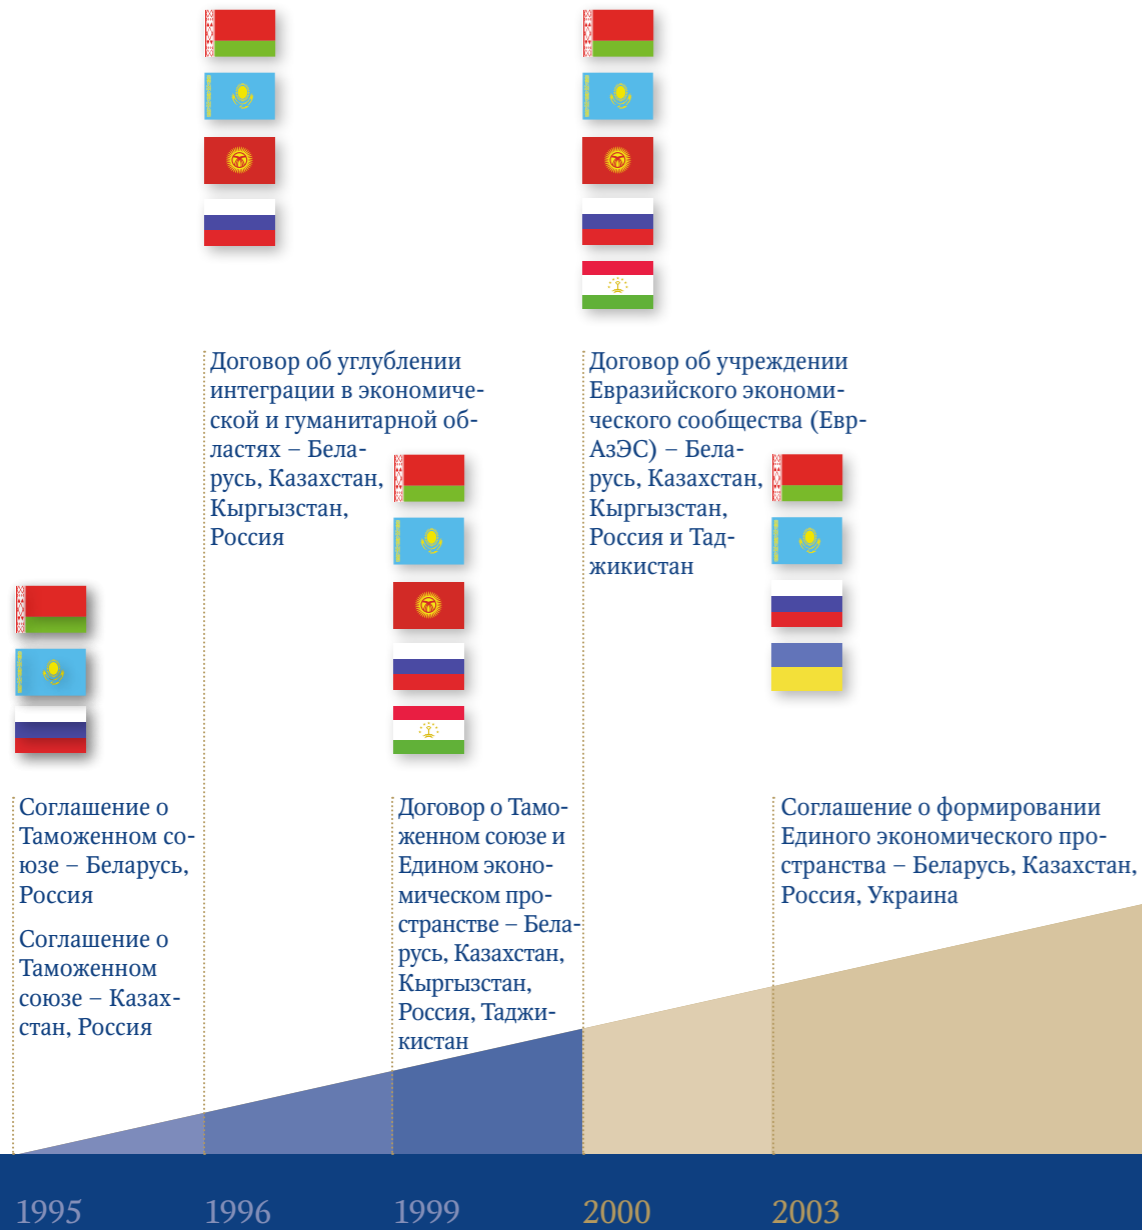 Договор об углублении
интеграции в экономиче-
ской и гуманитарной об-
ластях – Бела-
русь, Казахстан,
Кыргызстан,
Россия
Договор об учреждении
Евразийского экономи-
ческого сообщества (Евр-
АзЭС) – Бела-
русь, Казахстан,
Кыргызстан,
Россия и Тад-
жикистан
Соглашение о
Таможенном со-
юзе – Беларусь,
Россия
Соглашение о
Таможенном
союзе – Казах-
стан, Россия
Договор о Тамо-
женном союзе и
Едином эконо-
мическом про-
странстве – Бела-
русь, Казахстан,
Кыргызстан,
Россия, Таджи-
кистан
Соглашение о формировании
Единого экономического про-
странства – Беларусь, Казахстан,
Россия, Украина
1995
1996
1999
2000
2003